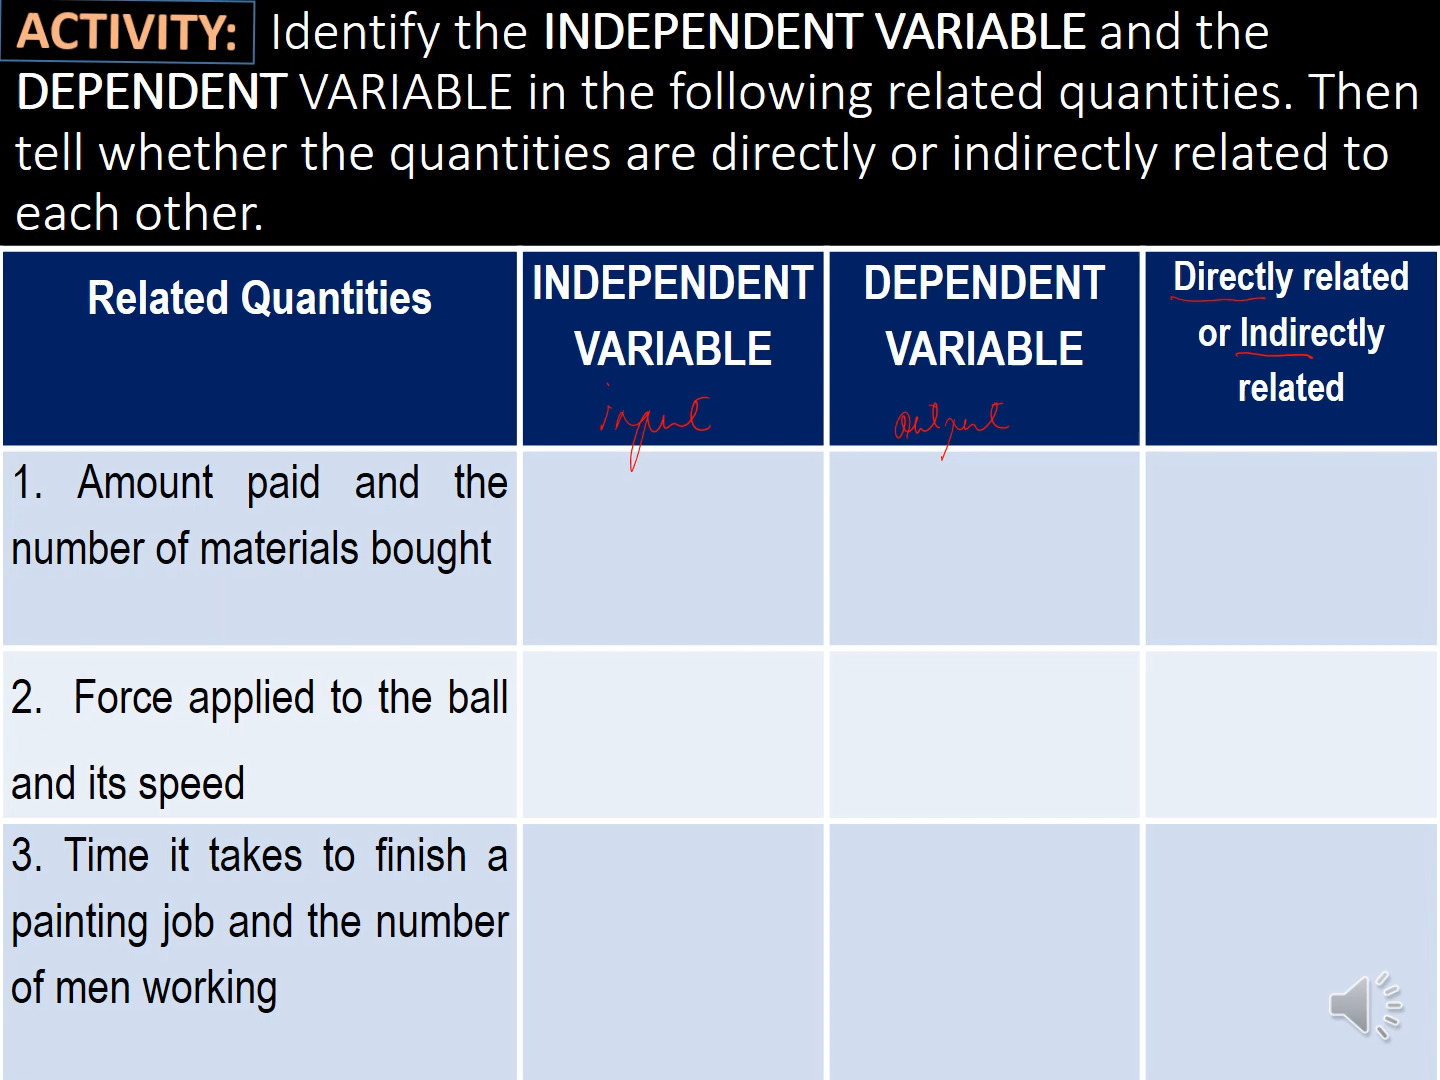 ACTIVITY: Identify the INDEPENDENT VARIABLE and the
DEPENDENT VARIABLE in the following related quantities. Then
tell whether the quantities are directly or indirectly related to
each other.
Related Quantities
INDEPENDENT
VARIABLE
input
DEPENDENT
VARIABLE
output
Directly related
or Indirectly
related
1. Amount paid and the
number of materials bought
2. Force applied to the ball
and its speed
3. Time it takes to finish a
painting job and the number
of men working